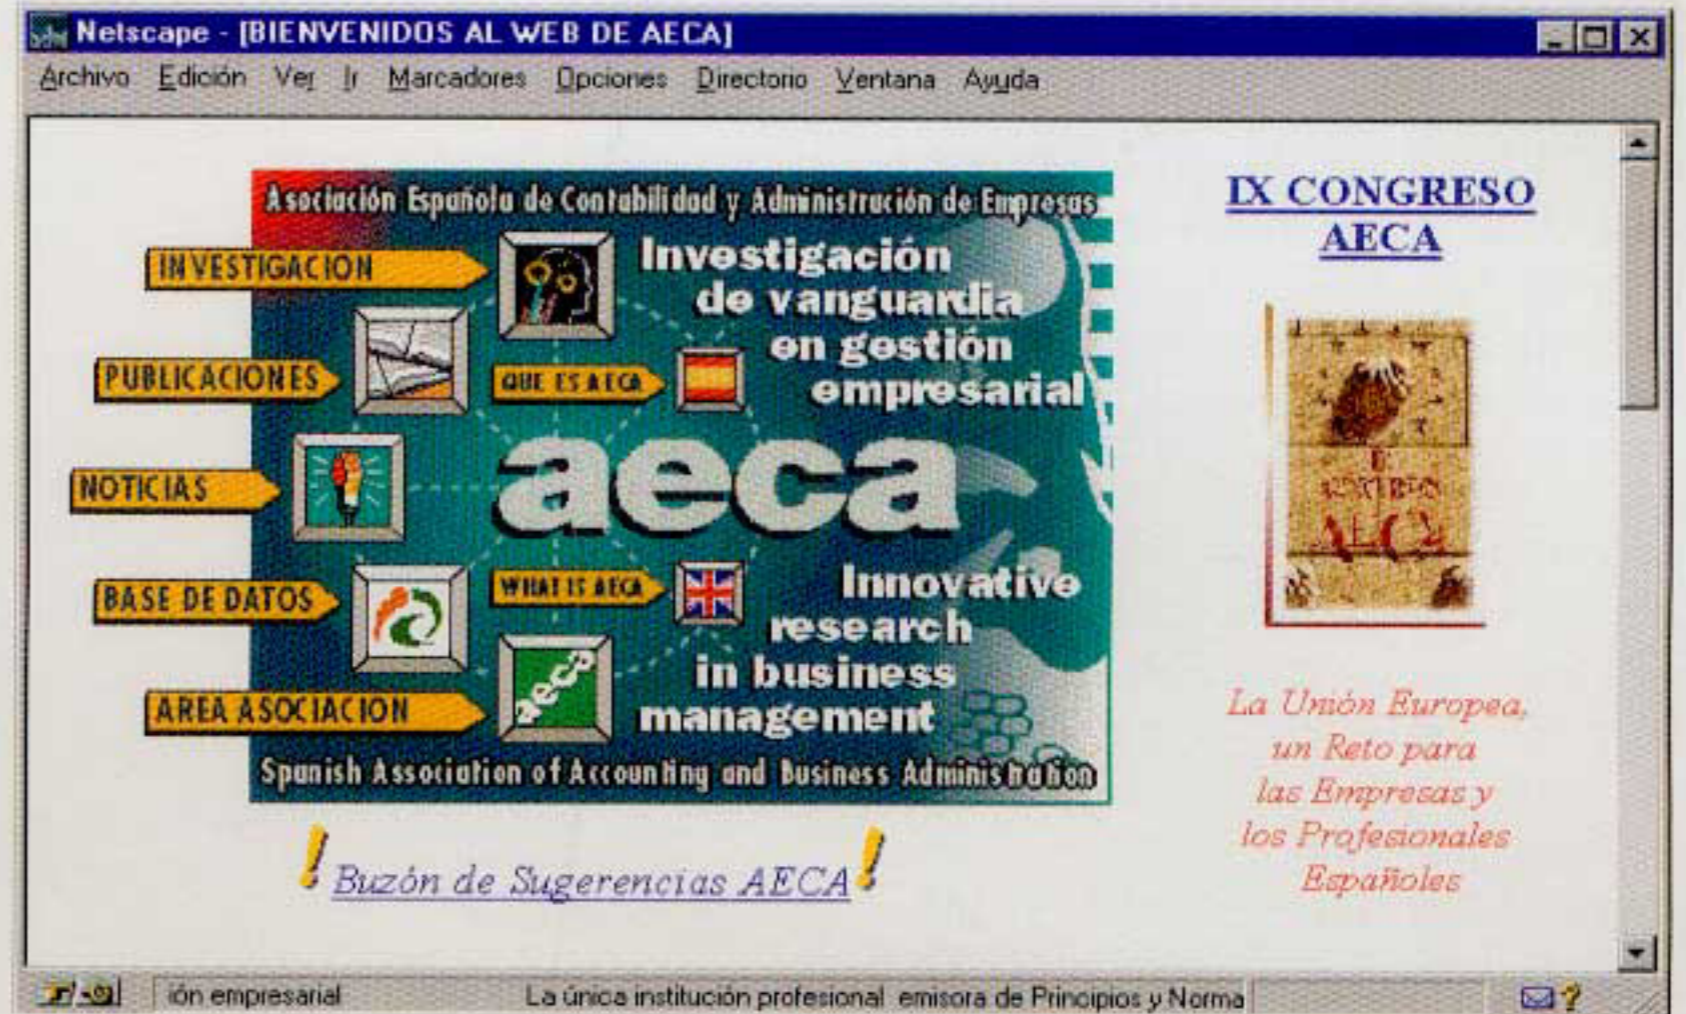 Netscape - [BIENVENIDOS AL WEB DE AECA]
Archivo Edición Ver Ir Marcadores Opciones Directorio Ventana Ayuda
Asociación Española de Contabilidad y Administración de Empresas
INVESTIGACION
PUBLICACIONES
NOTICIAS
BASE DE DATOS
AREA ASOCIACION
QUE ES AECA
WHAT IS AECA
Investigación
de vanguardia
en gestión
empresarial
aeca
Innovative
research
in business
management
aeca
Spanish Association of Accounting and Business Administration
Buzón de Sugerencias AECA
IX CONGRESO
AECA
AECA
La Unión Europea,
un Reto para
las Empresas y
los Profesionales
Españoles
ión empresarial
La única institución profesional emisora de Principios y Norma